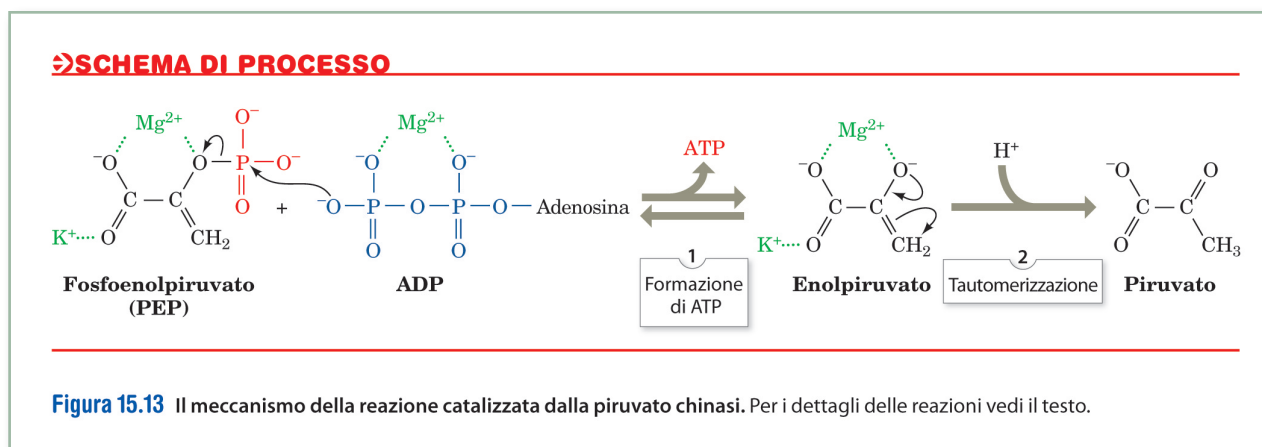 SCHEMA DI PROCESSO
O⁻
Mg²⁺ Mg²⁺ ATP Mg²⁺ H⁺
⁻O O P O⁻ ⁻O O⁻ ⁻O O⁻ ⁻O O
C C O + ⁻O P O P O Adenosina C C C C
K⁺ O CH₂ O O K⁺ O CH₂ O CH₃
1 2
Fosfoenolpiruvato ADP Formazione Enolpiruvato Tautomerizzazione Piruvato
(PEP) di ATP
Figura 15.13 Il meccanismo della reazione catalizzata dalla piruvato chinasi. Per i dettagli delle reazioni vedi il testo.